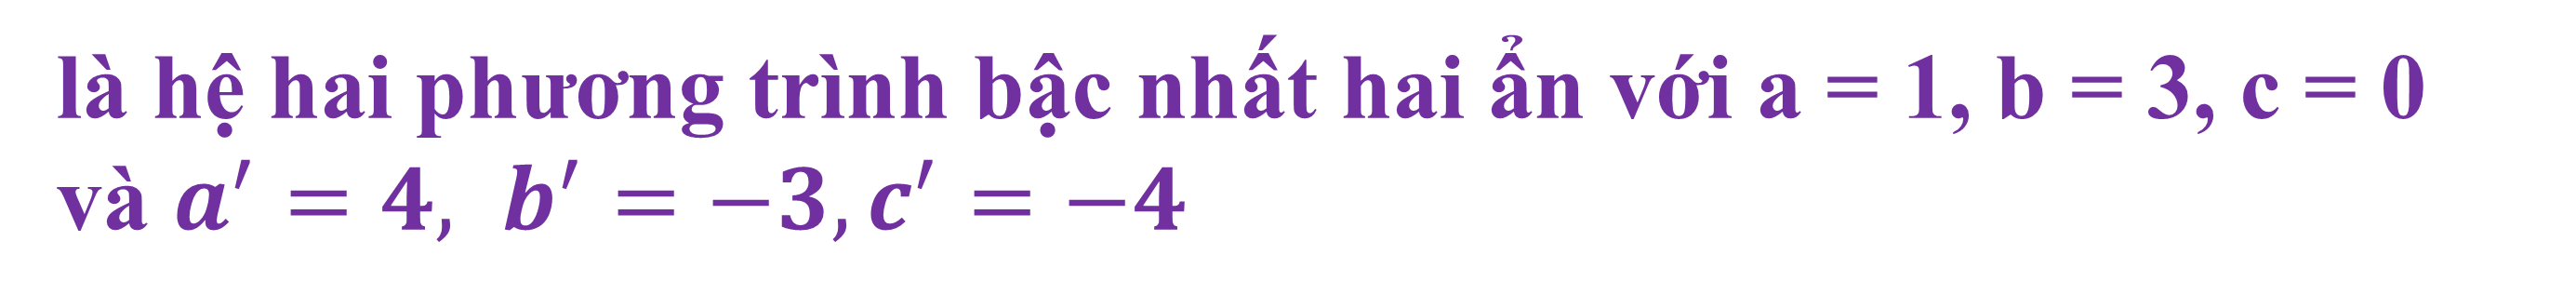 là hệ hai phương trình bậc nhất hai ẩn với a = 1, b = 3, c = 0
và a′ = 4, b′ = −3, c′ = −4